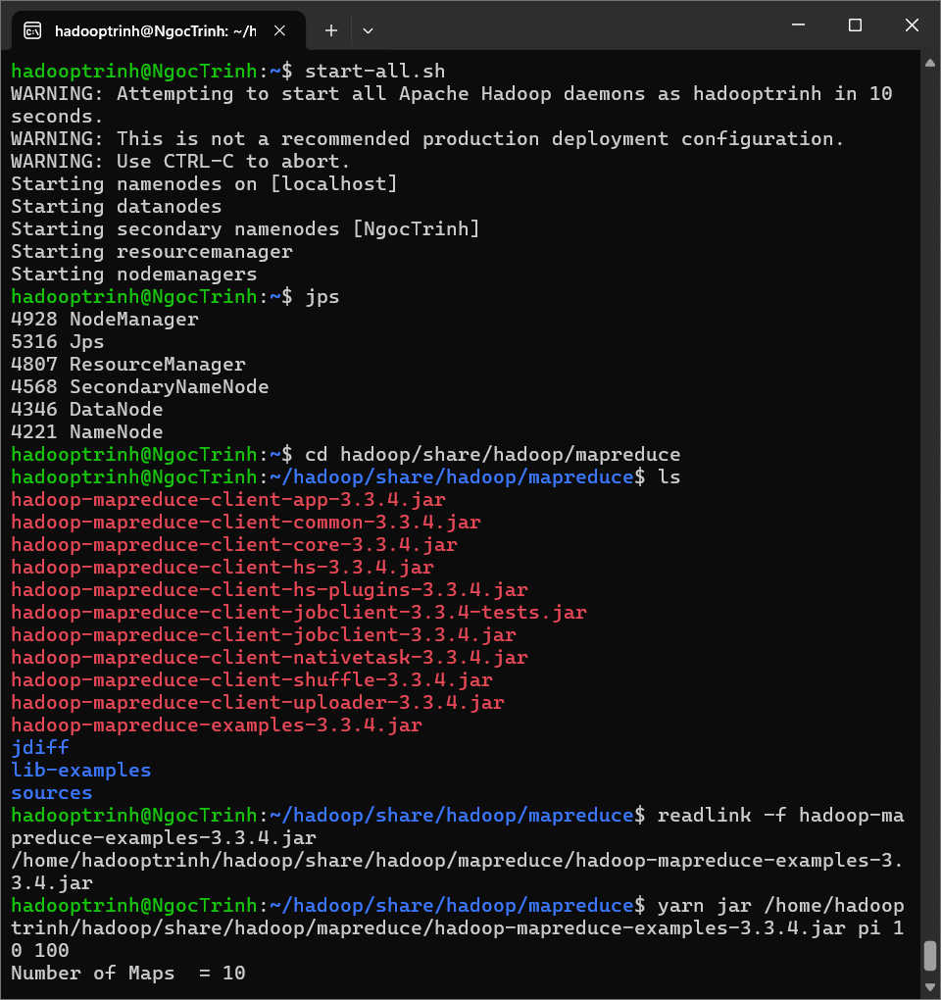 hadooptrinh@NgocTrinh: ~/h
hadooptrinh@NgocTrinh:~$ start-all.sh
WARNING: Attempting to start all Apache Hadoop daemons as hadooptrinh in 10
seconds.
WARNING: This is not a recommended production deployment configuration.
WARNING: Use CTRL-C to abort.
Starting namenodes on [localhost]
Starting datanodes
Starting secondary namenodes [NgocTrinh]
Starting resourcemanager
Starting nodemanagers
hadooptrinh@NgocTrinh:~$ jps
4928 NodeManager
5316 Jps
4807 ResourceManager
4568 SecondaryNameNode
4346 DataNode
4221 NameNode
hadooptrinh@NgocTrinh:~$ cd hadoop/share/hadoop/mapreduce
hadooptrinh@NgocTrinh:~/hadoop/share/hadoop/mapreduce$ ls
hadoop-mapreduce-client-app-3.3.4.jar
hadoop-mapreduce-client-common-3.3.4.jar
hadoop-mapreduce-client-core-3.3.4.jar
hadoop-mapreduce-client-hs-3.3.4.jar
hadoop-mapreduce-client-hs-plugins-3.3.4.jar
hadoop-mapreduce-client-jobclient-3.3.4-tests.jar
hadoop-mapreduce-client-jobclient-3.3.4.jar
hadoop-mapreduce-client-nativetask-3.3.4.jar
hadoop-mapreduce-client-shuffle-3.3.4.jar
hadoop-mapreduce-client-uploader-3.3.4.jar
hadoop-mapreduce-examples-3.3.4.jar
jdiff
lib-examples
sources
hadooptrinh@NgocTrinh:~/hadoop/share/hadoop/mapreduce$ readlink -f hadoop-ma
preduce-examples-3.3.4.jar
/home/hadooptrinh/hadoop/share/hadoop/mapreduce/hadoop-mapreduce-examples-3.
3.4.jar
hadooptrinh@NgocTrinh:~/hadoop/share/hadoop/mapreduce$ yarn jar /home/hadoop
trinh/hadoop/share/hadoop/mapreduce/hadoop-mapreduce-examples-3.3.4.jar pi 1
0 100
Number of Maps  = 10